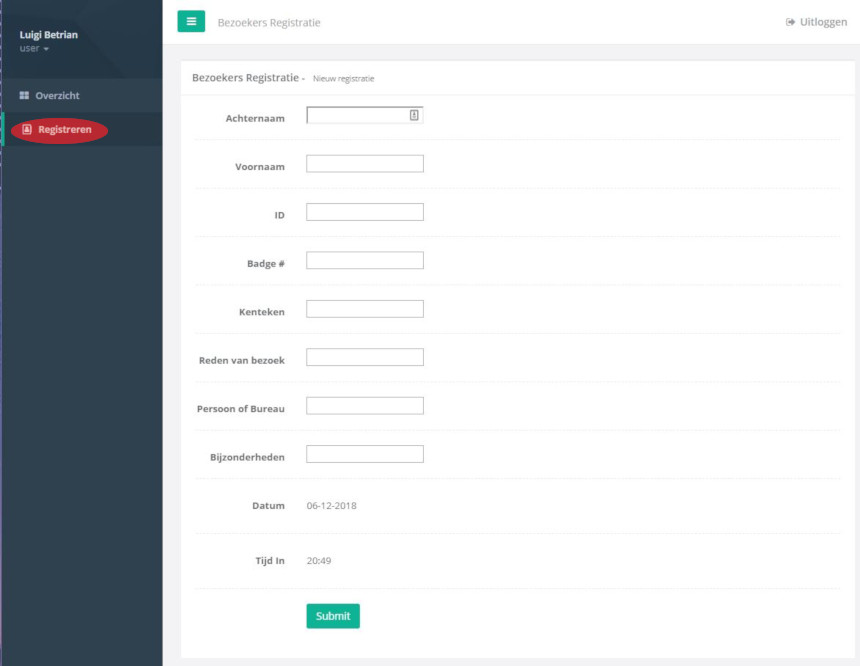 Luigi Betrian
user
Overzicht
Registreren
Bezoekers Registratie
Uitloggen
Bezoekers Registratie - Nieuw registratie
Achternaam
Voornaam
ID
Badge #
Kenteken
Reden van bezoek
Persoon of Bureau
Bijzonderheden
Datum 06-12-2018
Tijd In 20:49
Submit